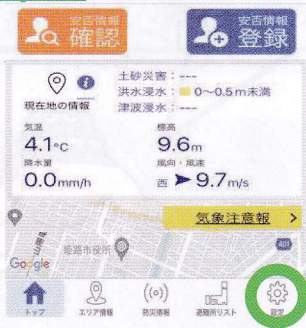 安否情報 安否情報
確認 登録
土砂災害：---
洪水浸水： 0～0.5m未満
津波浸水：---
現在地の情報
気温 標高
4.1℃ 9.6m
降水量 風向・風速
0.0mm/h 西 9.7m/s
気象注意報 >
401
姫路市役所
Google
トップ エリア情報 防災情報 避難所リスト 設定